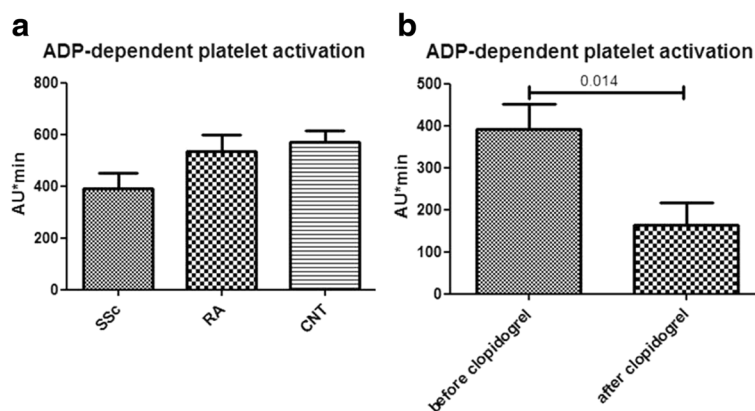 a
ADP-dependent platelet activation
AU*min
800
600
400
200
0
SSc
RA
CNT
b
ADP-dependent platelet activation
AU*min
500
400
300
200
100
0
0.014
before clopidogrel
after clopidogrel